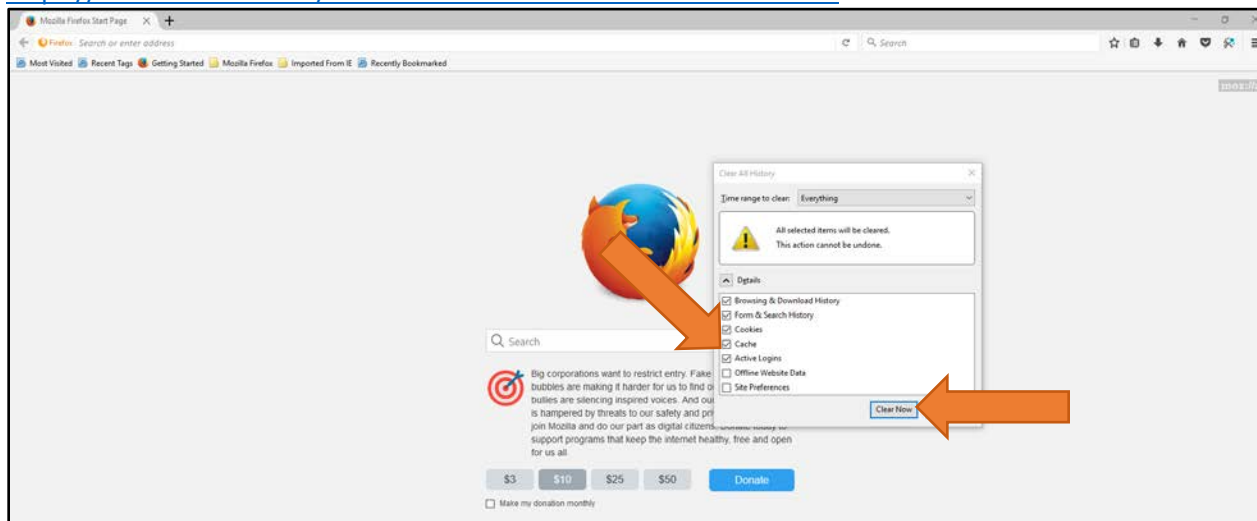 Mozilla Firefox Start Page
Firefox Search or enter address
Search
Most Visited Recent Tags Getting Started Mozilla Firefox Imported From IE Recently Bookmarked
Clear All History
Time range to clear: Everything
All selected items will be cleared.
This action cannot be undone.
Details
Browsing & Download History
Form & Search History
Cookies
Cache
Active Logins
Offline Website Data
Site Preferences
Clear Now
Search
Big corporations want to restrict entry. Fake
bubbles are making it harder for us to find
bullies are silencing inspired voices. And
is hampered by threats to our safety and
join Mozilla and do our part as digital citizens.
support programs that keep the internet healthy, free and open
for us all
$3 $10 $25 $50 Donate
Make my donation monthly